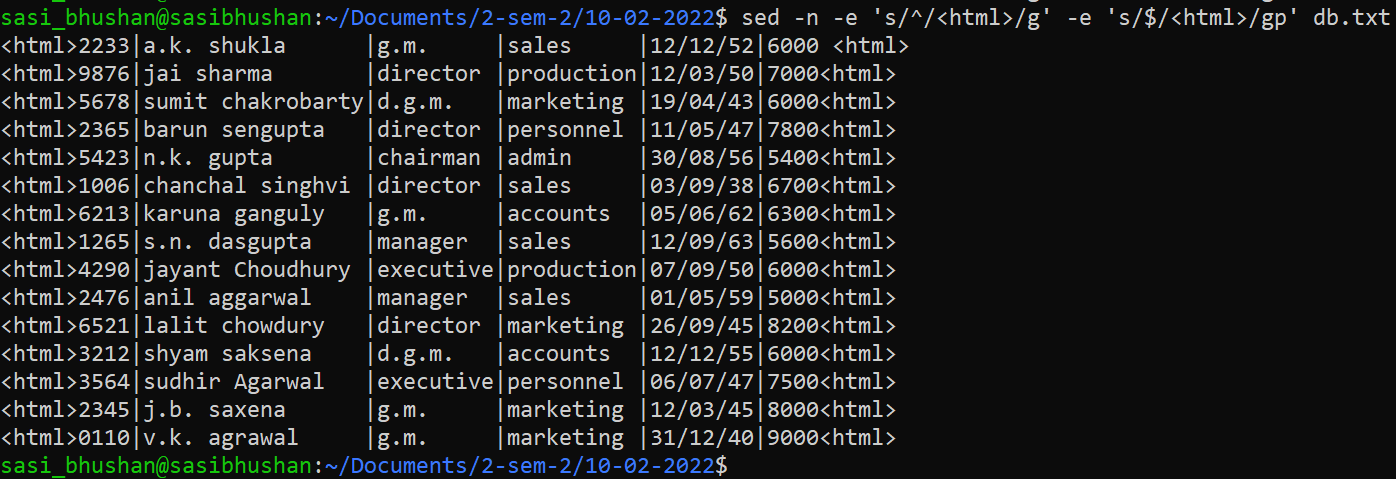 sasi_bhushan@sasibhushan:~/Documents/2-sem-2/10-02-2022$ sed -n -e 's/^/<html>/g' -e 's/$/<html>/gp' db.txt
<html>2233|a.k. shukla      |g.m.     |sales     |12/12/52|6000 <html>
<html>9876|jai sharma       |director |production|12/03/50|7000<html>
<html>5678|sumit chakrobarty|d.g.m.   |marketing |19/04/43|6000<html>
<html>2365|barun sengupta   |director |personnel |11/05/47|7800<html>
<html>5423|n.k. gupta       |chairman |admin     |30/08/56|5400<html>
<html>1006|chanchal singhvi |director |sales     |03/09/38|6700<html>
<html>6213|karuna ganguly   |g.m.     |accounts  |05/06/62|6300<html>
<html>1265|s.n. dasgupta    |manager  |sales     |12/09/63|5600<html>
<html>4290|jayant Choudhury |executive|production|07/09/50|6000<html>
<html>2476|anil aggarwal    |manager  |sales     |01/05/59|5000<html>
<html>6521|lalit chowdury   |director |marketing |26/09/45|8200<html>
<html>3212|shyam saksena    |d.g.m.   |accounts  |12/12/55|6000<html>
<html>3564|sudhir Agarwal   |executive|personnel |06/07/47|7500<html>
<html>2345|j.b. saxena      |g.m.     |marketing |12/03/45|8000<html>
<html>0110|v.k. agrawal     |g.m.     |marketing |31/12/40|9000<html>
sasi_bhushan@sasibhushan:~/Documents/2-sem-2/10-02-2022$